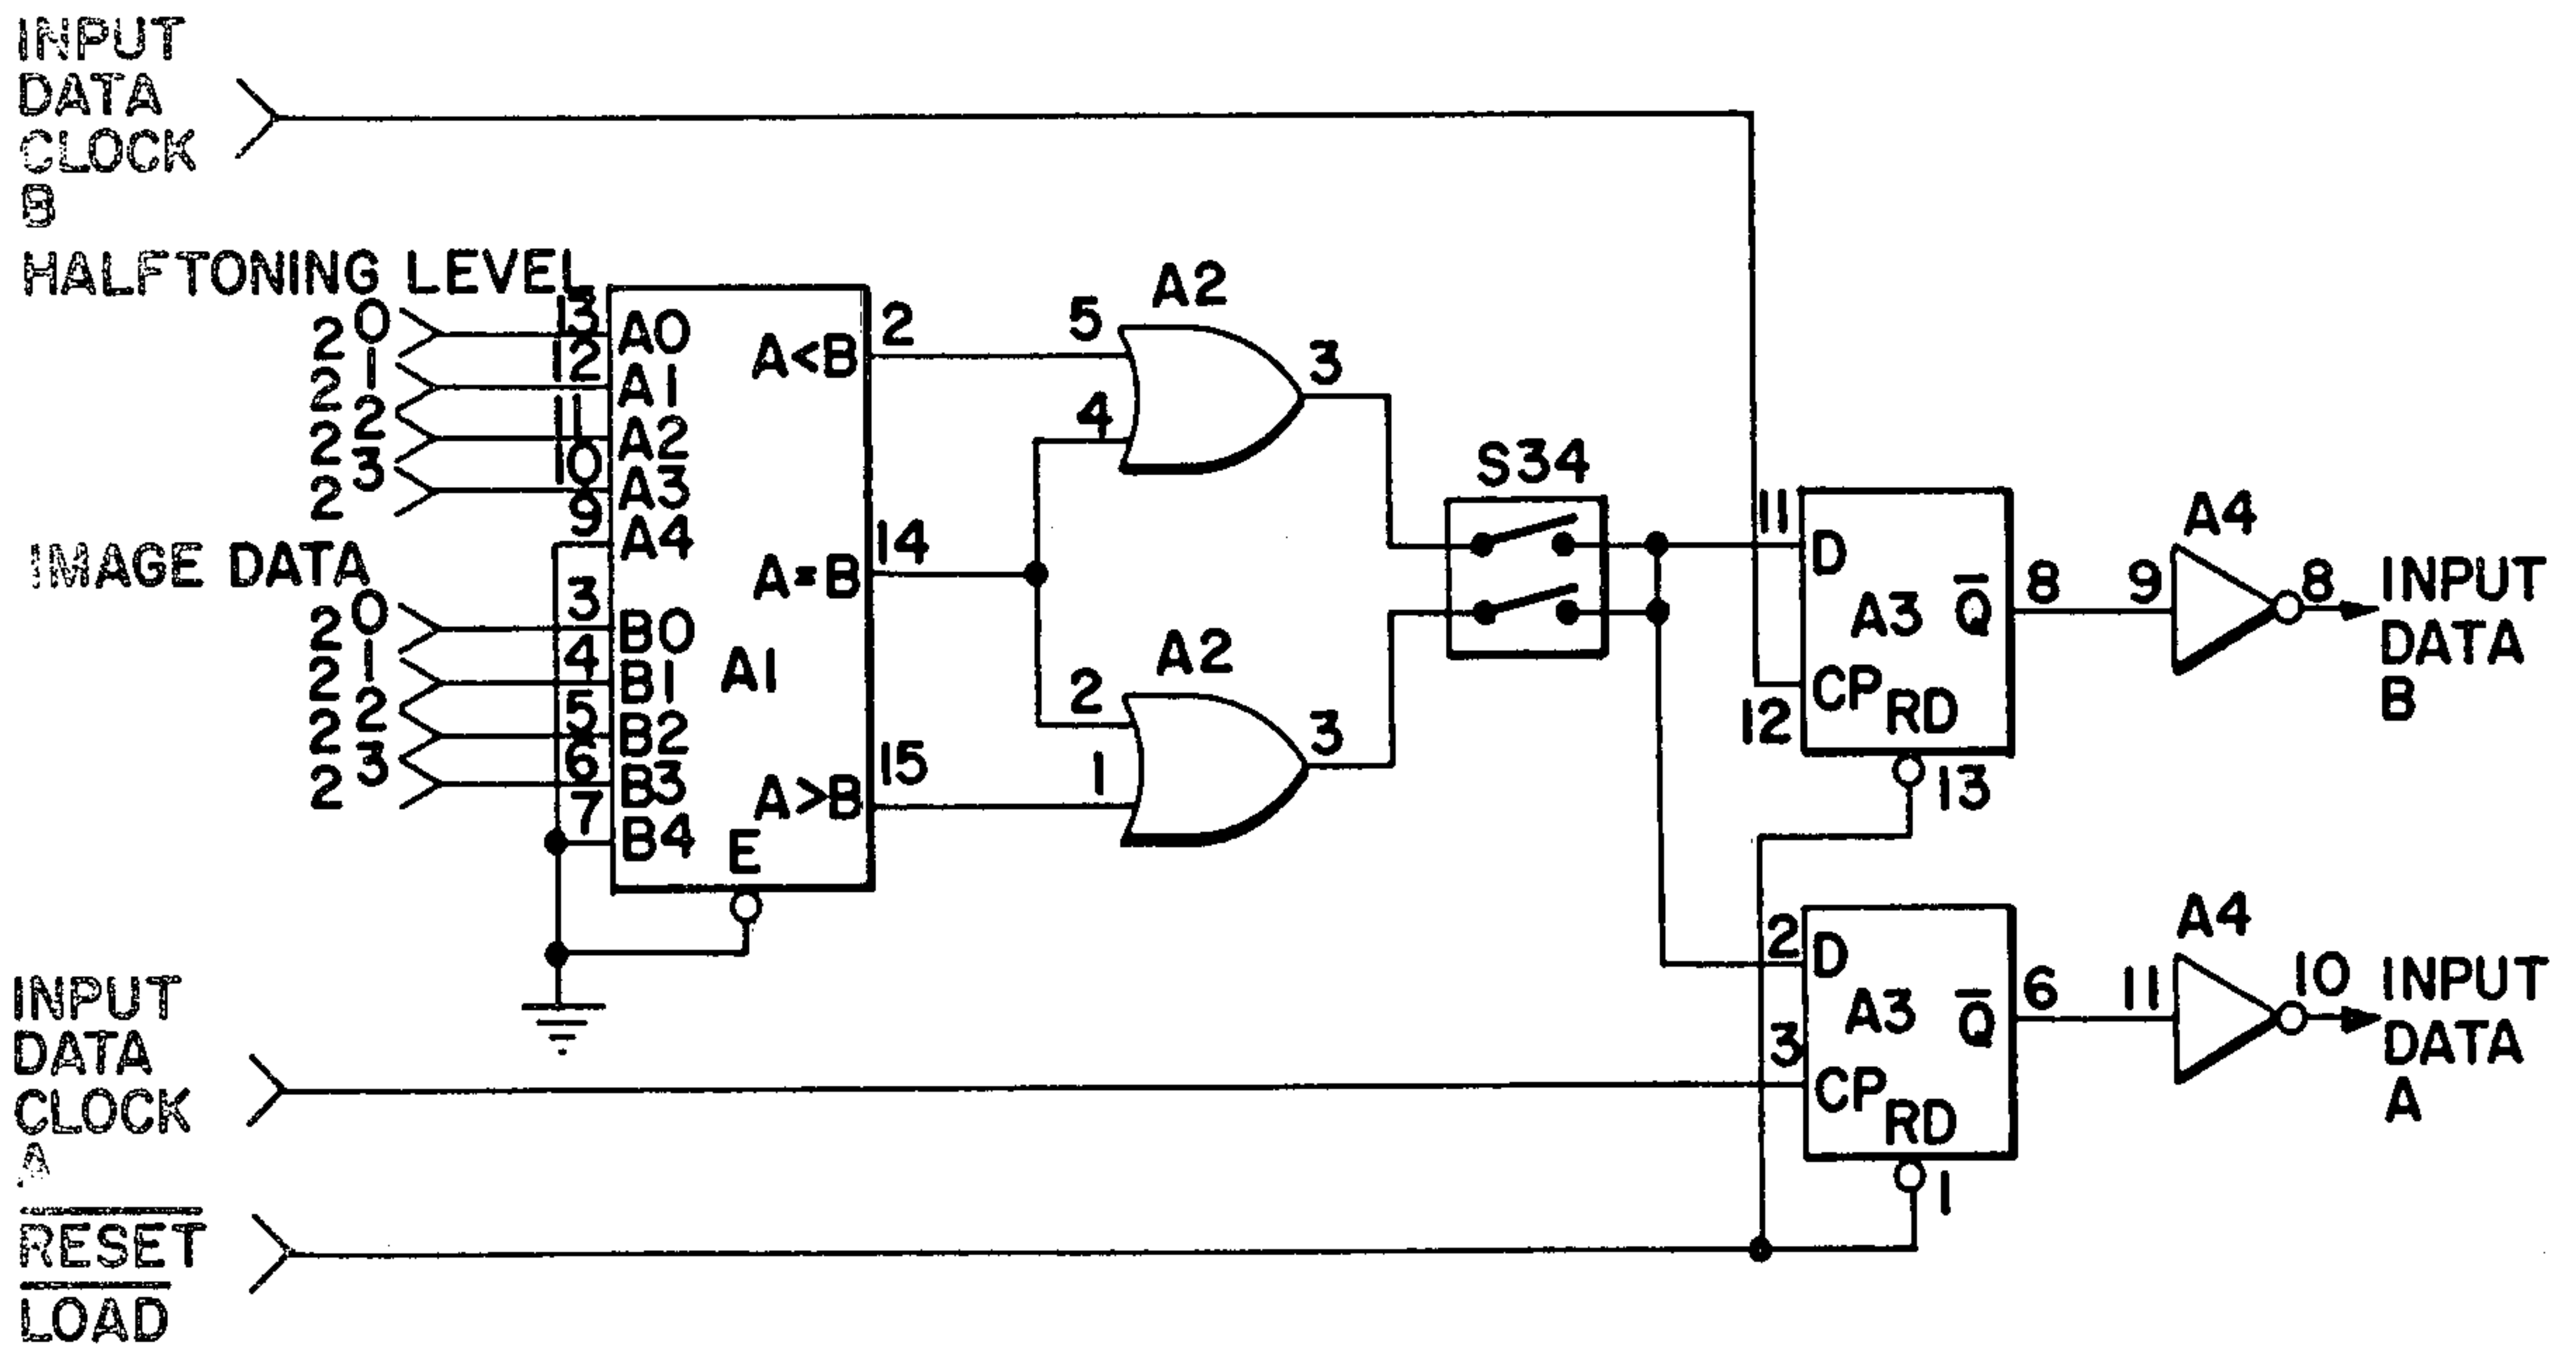 INPUT
DATA
CLOCK
B
HALFTONING LEVEL
2 0
2 1
2 2
2 3
13
12
11
10
9
A0
A1
A2
A3
A4
IMAGE DATA
2 0
2 1
2 2
2 3
3
4
5
6
7
B0
B1
B2
B3
B4
A1
E
A<B
A=B
A>B
2
14
15
A2
5
4
3
A2
2
1
3
S34
11
D
A3
Q̅
CP
RD
12
13
8
9
A4
8
INPUT
DATA
B
2
D
A3
Q̅
3
CP
RD
1
6
11
A4
10
INPUT
DATA
A
INPUT
DATA
CLOCK
A
RESET
LOAD